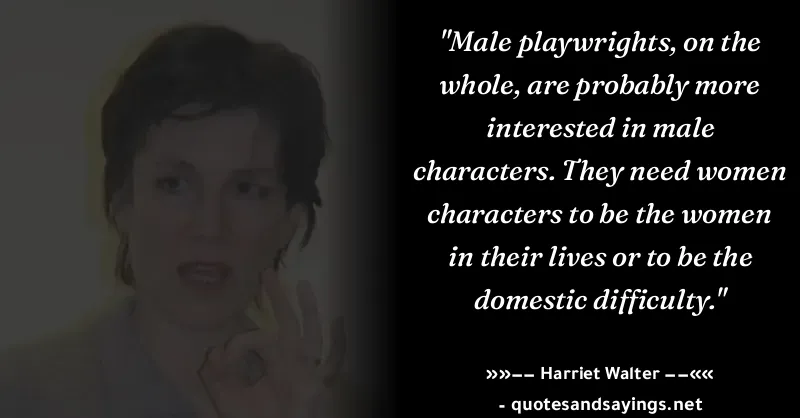 "Male playwrights, on the
whole, are probably more
interested in male
characters. They need women
characters to be the women
in their lives or to be the
domestic difficulty."
»»–– Harriet Walter ––««
- quotesandsayings.net